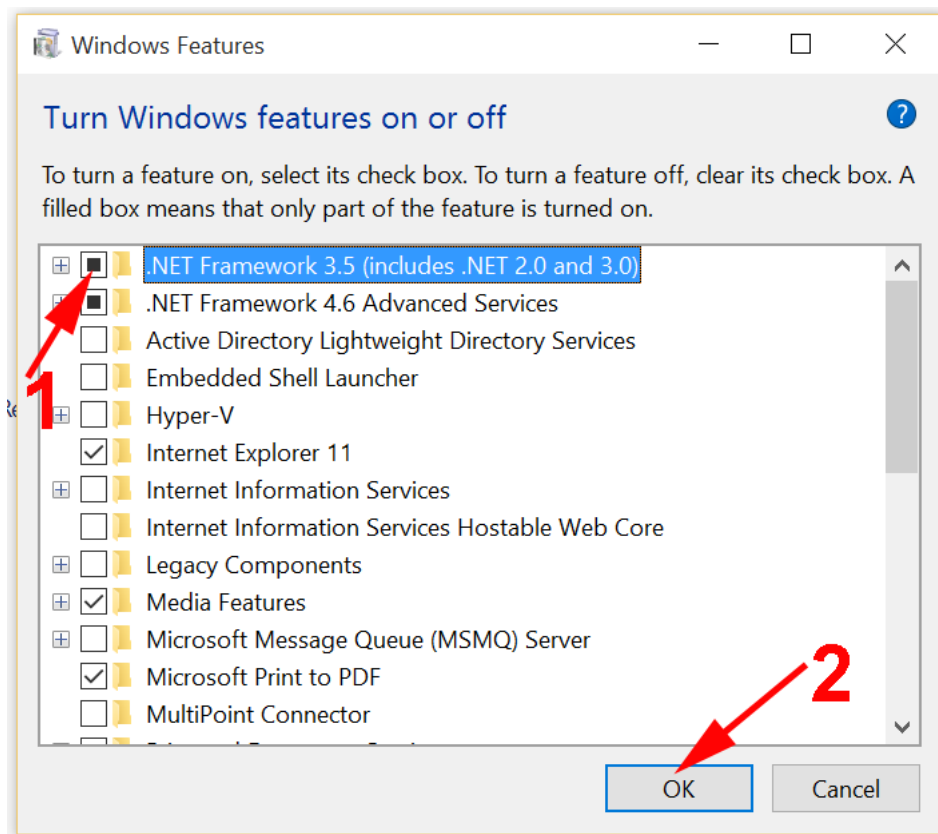 Windows Features
Turn Windows features on or off
?
To turn a feature on, select its check box. To turn a feature off, clear its check box. A
filled box means that only part of the feature is turned on.
.NET Framework 3.5 (includes .NET 2.0 and 3.0)
.NET Framework 4.6 Advanced Services
Active Directory Lightweight Directory Services
Embedded Shell Launcher
1
Hyper-V
Internet Explorer 11
Internet Information Services
Internet Information Services Hostable Web Core
Legacy Components
Media Features
Microsoft Message Queue (MSMQ) Server
2
Microsoft Print to PDF
MultiPoint Connector
OK
Cancel